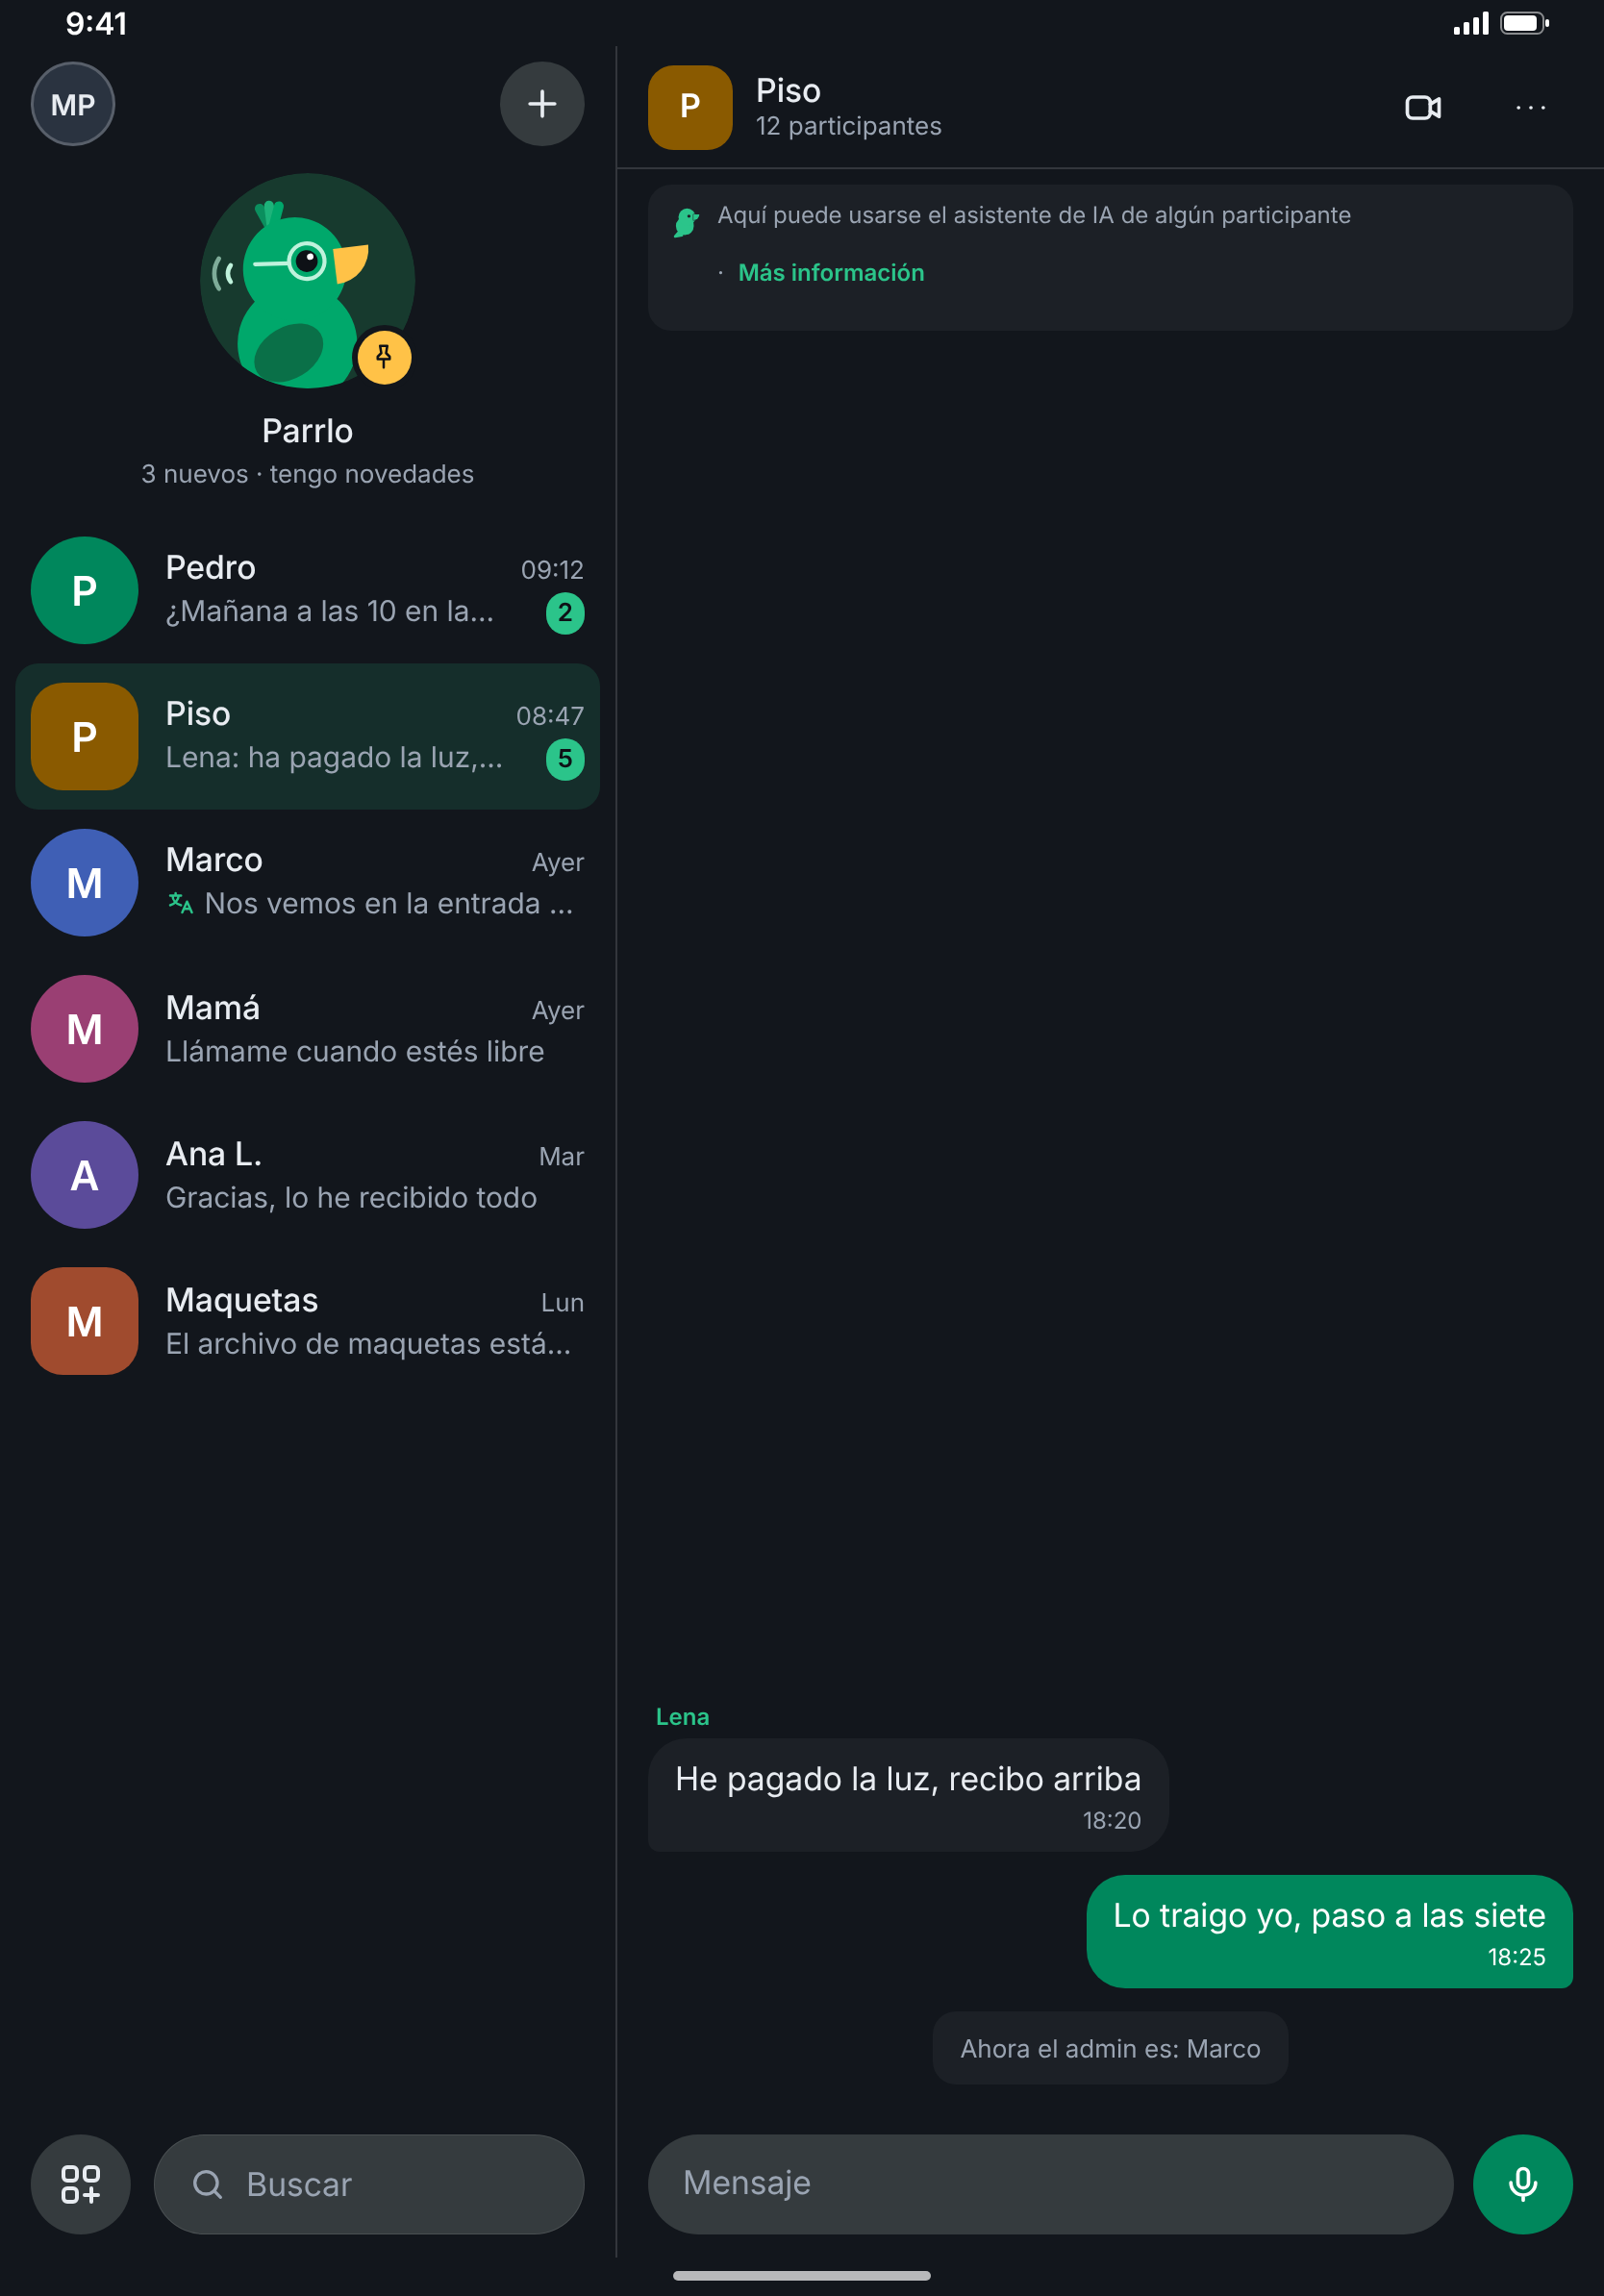 9:41
MP
Parrlo
3 nuevos · tengo novedades
P
Pedro
09:12
¿Mañana a las 10 en la...
2
P
Piso
08:47
Lena: ha pagado la luz,...
5
M
Marco
Ayer
Nos vemos en la entrada ...
M
Mamá
Ayer
Llámame cuando estés libre
A
Ana L.
Mar
Gracias, lo he recibido todo
M
Maquetas
Lun
El archivo de maquetas está...
Buscar
P
Piso
12 participantes
Aquí puede usarse el asistente de IA de algún participante
· Más información
Lena
He pagado la luz, recibo arriba
18:20
Lo traigo yo, paso a las siete
18:25
Ahora el admin es: Marco
Mensaje